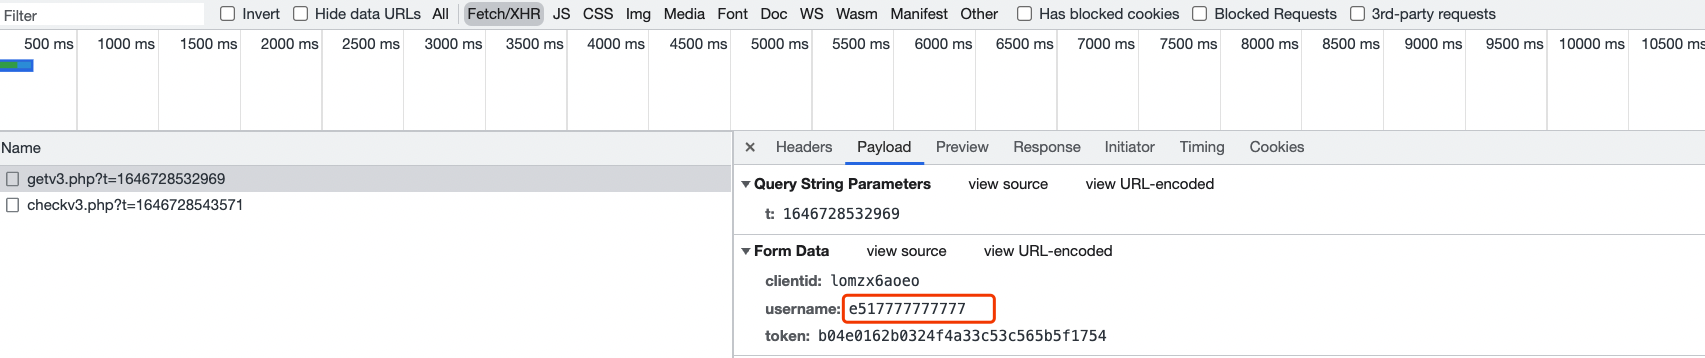 Filter Invert Hide data URLs All Fetch/XHR JS CSS Img Media Font Doc WS Wasm Manifest Other Has blocked cookies Blocked Requests 3rd-party requests
500 ms 1000 ms 1500 ms 2000 ms 2500 ms 3000 ms 3500 ms 4000 ms 4500 ms 5000 ms 5500 ms 6000 ms 6500 ms 7000 ms 7500 ms 8000 ms 8500 ms 9000 ms 9500 ms 10000 ms 10500 ms
Name
getv3.php?t=1646728532969
checkv3.php?t=1646728543571
× Headers Payload Preview Response Initiator Timing Cookies
Query String Parameters view source view URL-encoded
t: 1646728532969
Form Data view source view URL-encoded
clientid: lomzx6aoeo
username: e517777777777
token: b04e0162b0324f4a33c53c565b5f1754